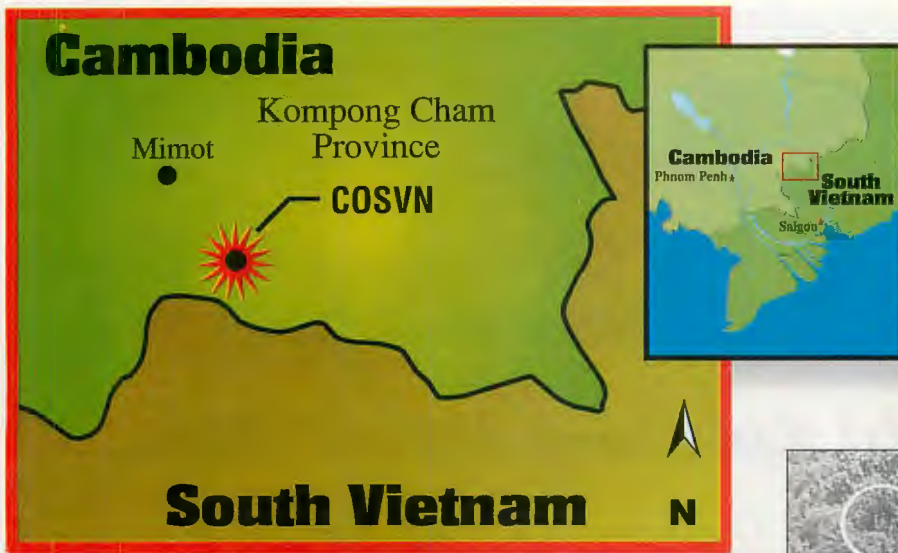 Cambodia
Kompong Cham
Province
Mimot
COSVN
South Vietnam
N
Cambodia
Phnom Penh
South
Vietnam
Saigon